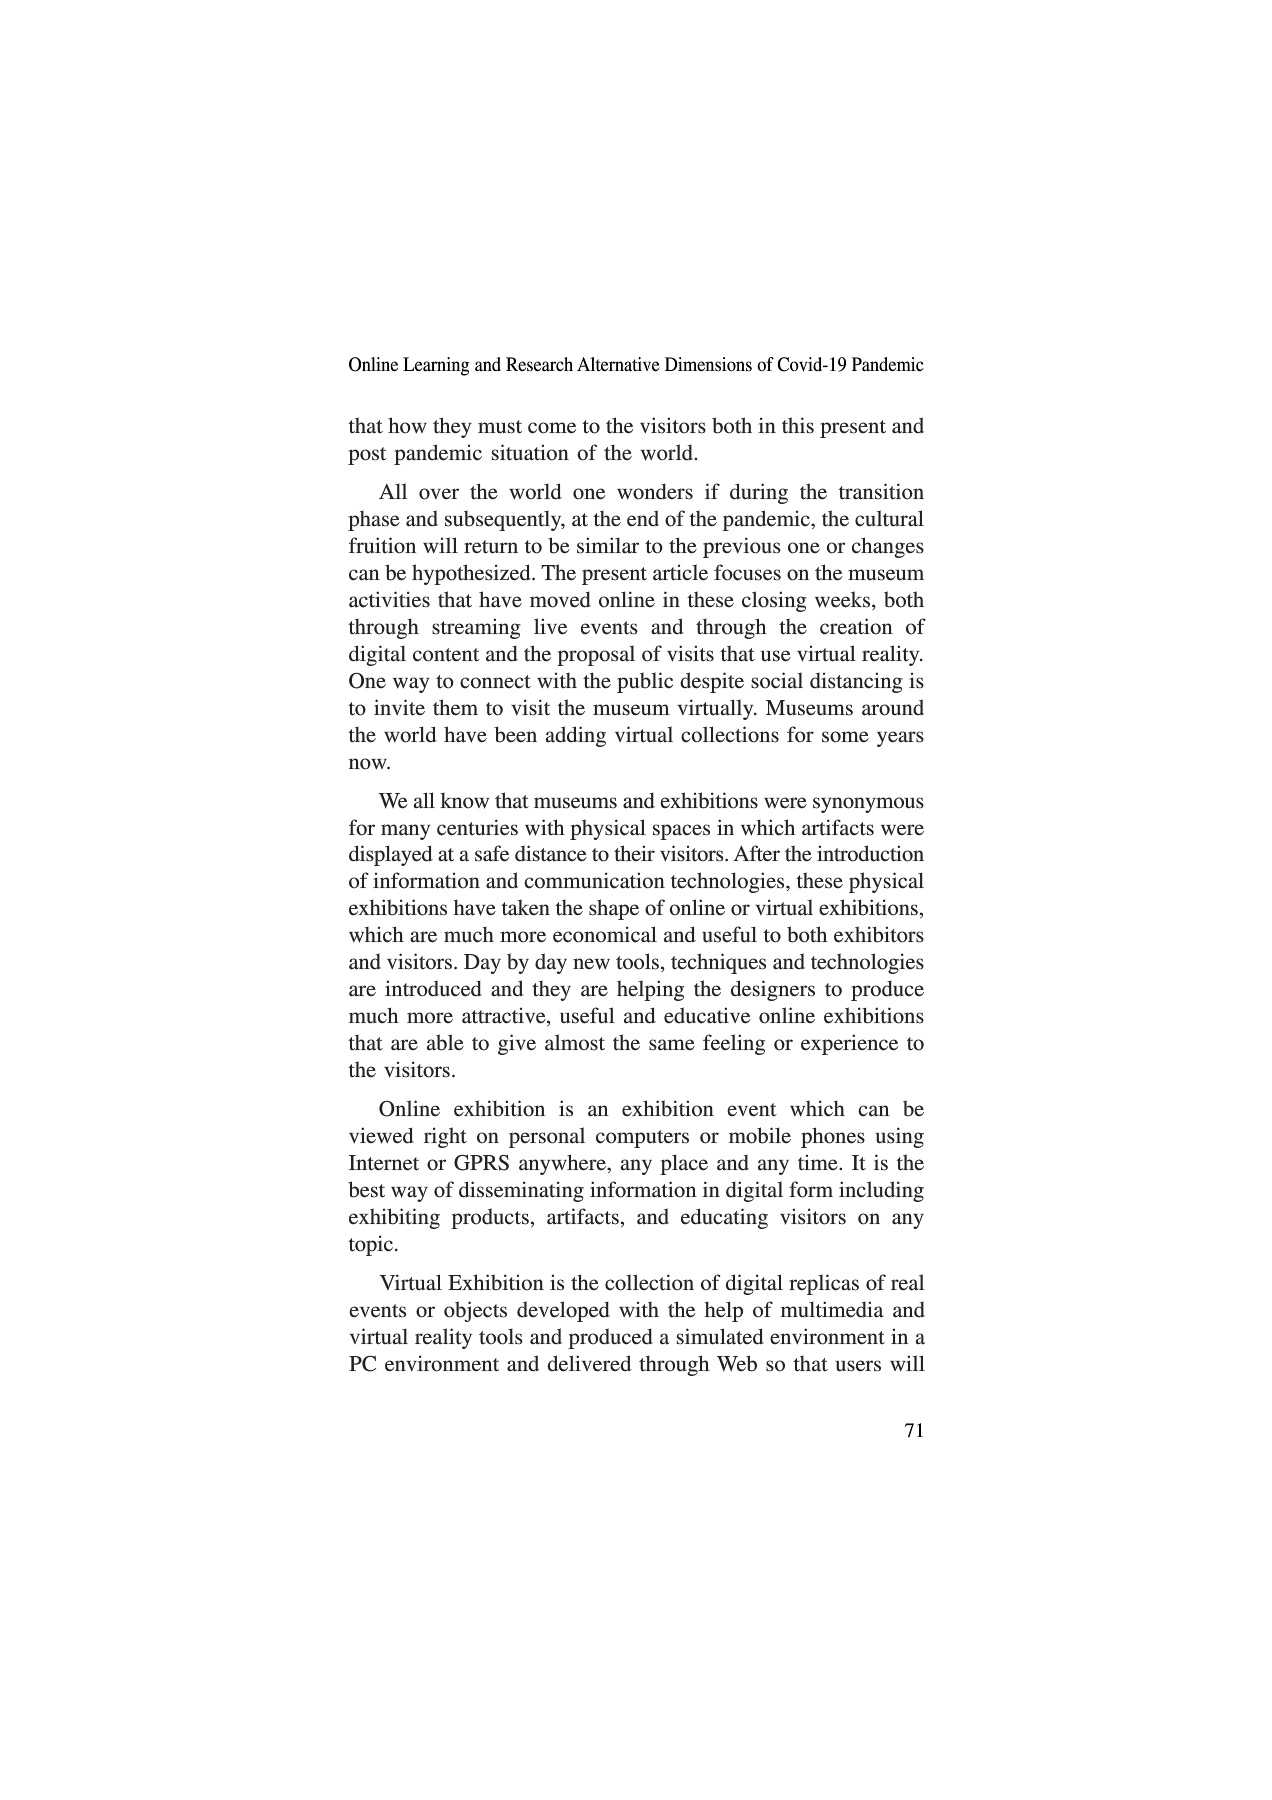 Online Learning and Research Alternative Dimensions of Covid-19 Pandemic
that how they must come to the visitors both in this present and
post pandemic situation of the world.
All over the world one wonders if during the transition
phase and subsequently, at the end of the pandemic, the cultural
fruition will return to be similar to the previous one or changes
can be hypothesized. The present article focuses on the museum
activities that have moved online in these closing weeks, both
through streaming live events and through the creation of
digital content and the proposal of visits that use virtual reality.
One way to connect with the public despite social distancing is
to invite them to visit the museum virtually. Museums around
the world have been adding virtual collections for some years
now.
We all know that museums and exhibitions were synonymous
for many centuries with physical spaces in which artifacts were
displayed at a safe distance to their visitors. After the introduction
of information and communication technologies, these physical
exhibitions have taken the shape of online or virtual exhibitions,
which are much more economical and useful to both exhibitors
and visitors. Day by day new tools, techniques and technologies
are introduced and they are helping the designers to produce
much more attractive, useful and educative online exhibitions
that are able to give almost the same feeling or experience to
the visitors.
Online exhibition is an exhibition event which can be
viewed right on personal computers or mobile phones using
Internet or GPRS anywhere, any place and any time. It is the
best way of disseminating information in digital form including
exhibiting products, artifacts, and educating visitors on any
topic.
Virtual Exhibition is the collection of digital replicas of real
events or objects developed with the help of multimedia and
virtual reality tools and produced a simulated environment in a
PC environment and delivered through Web so that users will
71